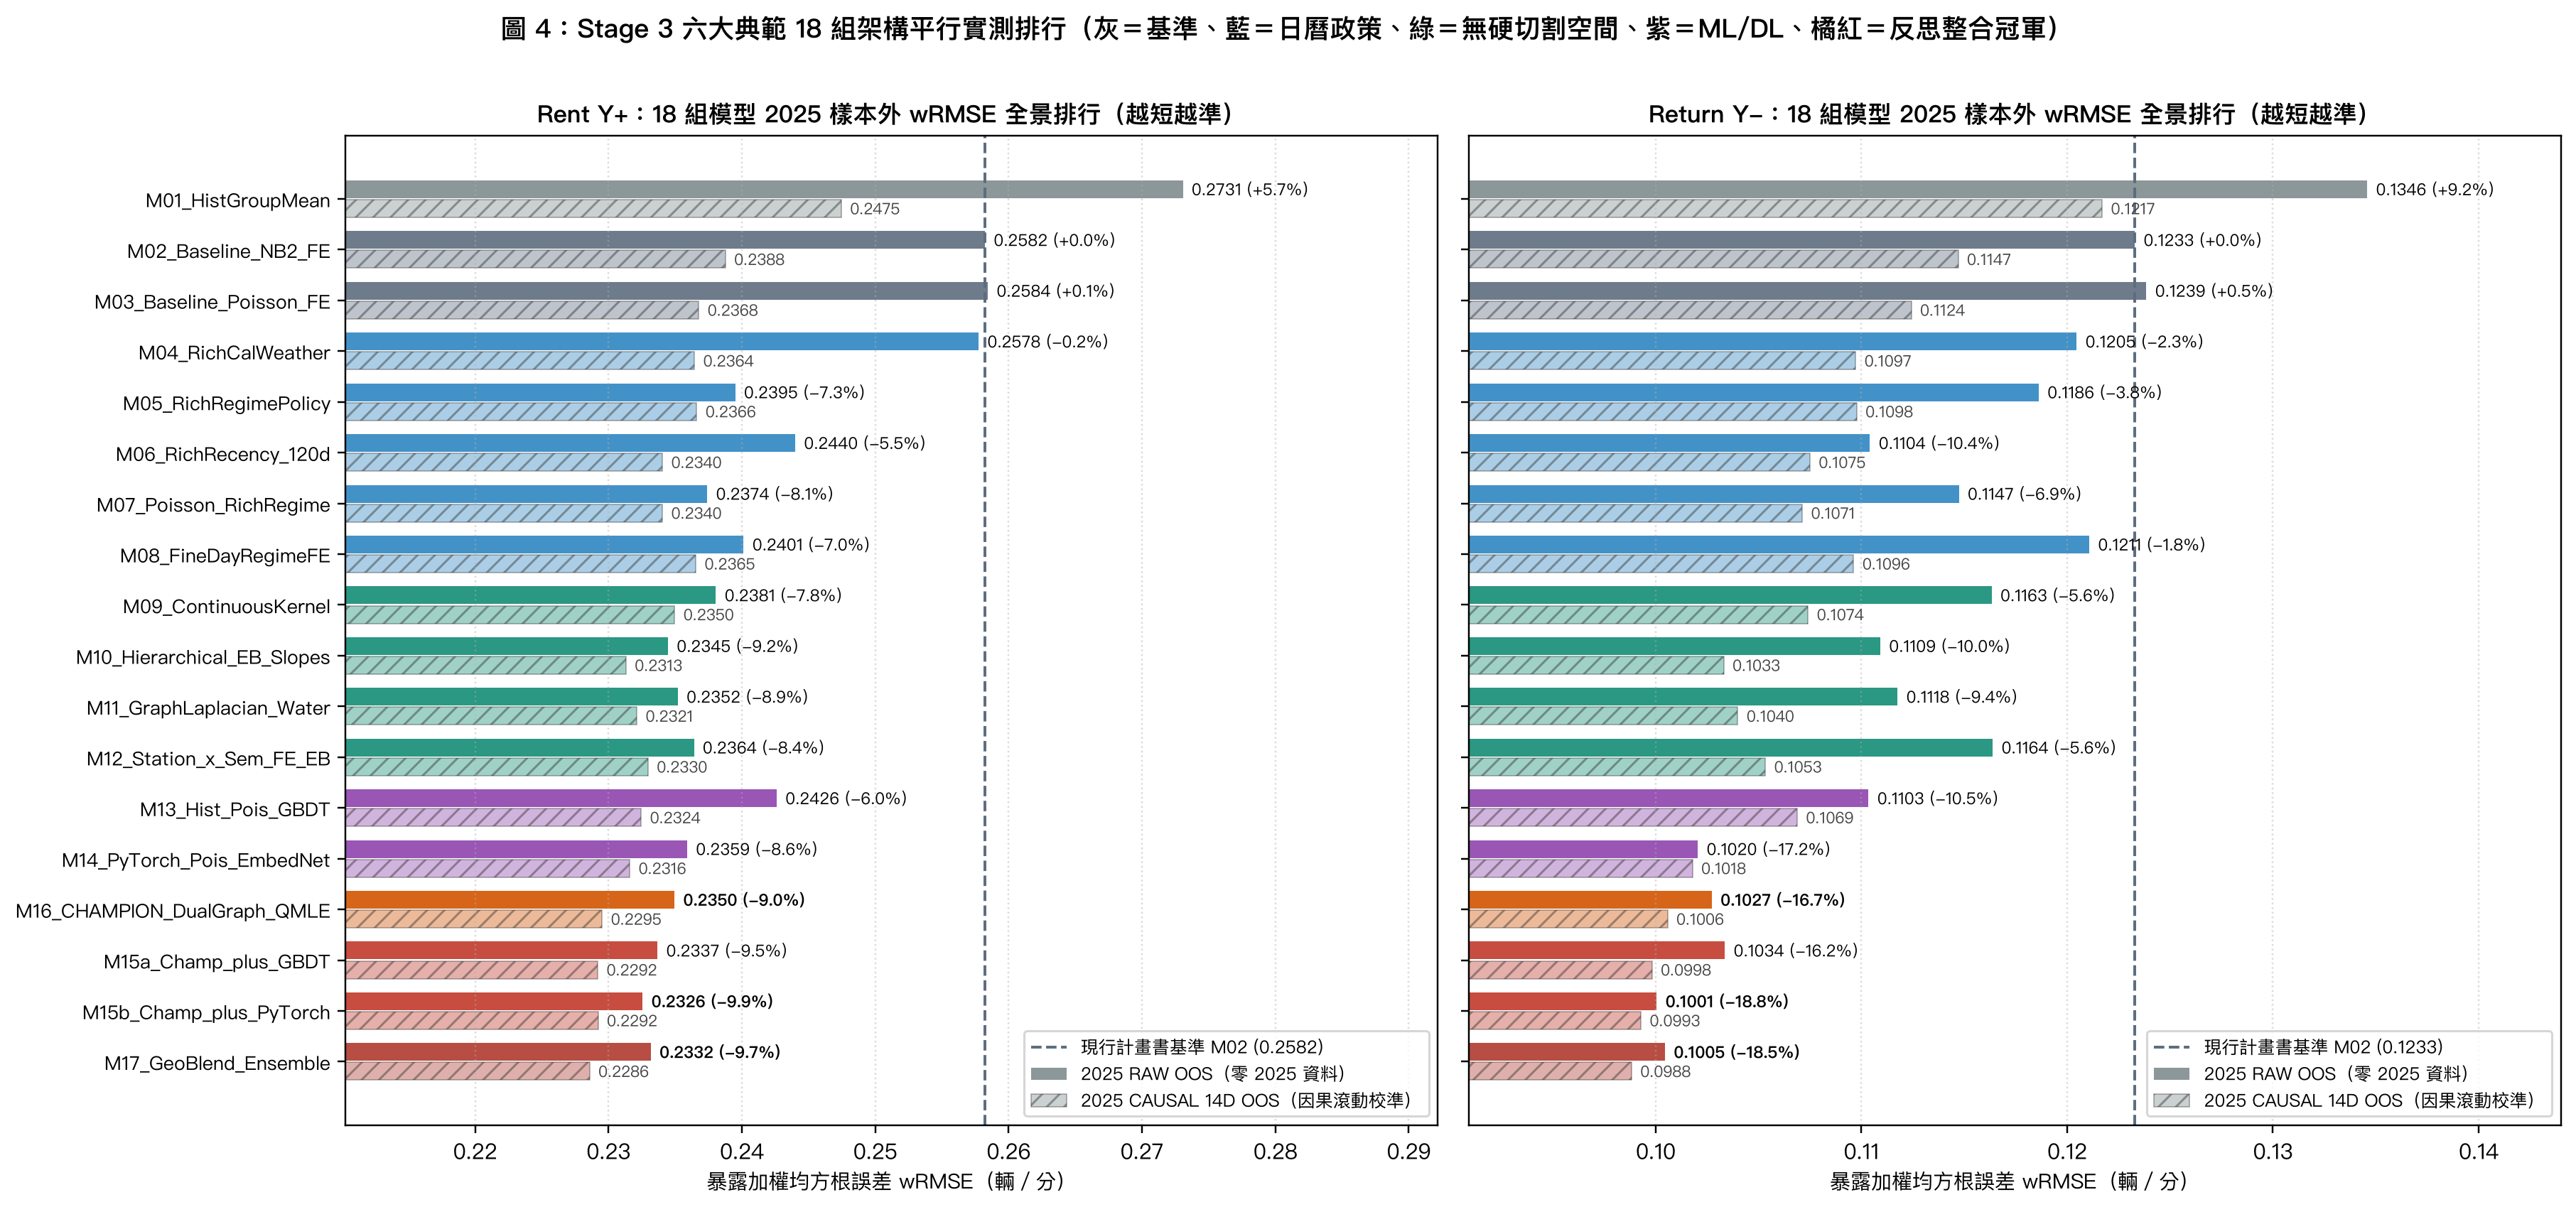 圖 4：Stage 3 六大典範 18 組架構平行實測排行（灰＝基準、藍＝日曆政策、綠＝無硬切割空間、紫＝ML/DL、橘紅＝反思整合冠軍）
Rent Y+：18 組模型 2025 樣本外 wRMSE 全景排行（越短越準）
M01_HistGroupMean
0.2731 (+5.7%)
0.2475
M02_Baseline_NB2_FE
0.2582 (+0.0%)
0.2388
M03_Baseline_Poisson_FE
0.2584 (+0.1%)
0.2368
M04_RichCalWeather
0.2578 (−0.2%)
0.2364
M05_RichRegimePolicy
0.2395 (−7.3%)
0.2366
M06_RichRecency_120d
0.2440 (−5.5%)
0.2340
M07_Poisson_RichRegime
0.2374 (−8.1%)
0.2340
M08_FineDayRegimeFE
0.2401 (−7.0%)
0.2365
M09_ContinuousKernel
0.2381 (−7.8%)
0.2350
M10_Hierarchical_EB_Slopes
0.2345 (−9.2%)
0.2313
M11_GraphLaplacian_Water
0.2352 (−8.9%)
0.2321
M12_Station_x_Sem_FE_EB
0.2364 (−8.4%)
0.2330
M13_Hist_Pois_GBDT
0.2426 (−6.0%)
0.2324
M14_PyTorch_Pois_EmbedNet
0.2359 (−8.6%)
0.2316
M16_CHAMPION_DualGraph_QMLE
0.2350 (−9.0%)
0.2295
M15a_Champ_plus_GBDT
0.2337 (−9.5%)
0.2292
M15b_Champ_plus_PyTorch
0.2326 (−9.9%)
0.2292
M17_GeoBlend_Ensemble
0.2332 (−9.7%)
0.2286
現行計畫書基準 M02 (0.2582)
2025 RAW OOS（零 2025 資料）
2025 CAUSAL 14D OOS（因果滾動校準）
0.22 0.23 0.24 0.25 0.26 0.27 0.28 0.29
暴露加權均方根誤差 wRMSE（輛 / 分）
Return Y−：18 組模型 2025 樣本外 wRMSE 全景排行（越短越準）
0.1346 (+9.2%)
0.1217
0.1233 (+0.0%)
0.1147
0.1239 (+0.5%)
0.1124
0.1205 (−2.3%)
0.1097
0.1186 (−3.8%)
0.1098
0.1104 (−10.4%)
0.1075
0.1147 (−6.9%)
0.1071
0.1211 (−1.8%)
0.1096
0.1163 (−5.6%)
0.1074
0.1109 (−10.0%)
0.1033
0.1118 (−9.4%)
0.1040
0.1164 (−5.6%)
0.1053
0.1103 (−10.5%)
0.1069
0.1020 (−17.2%)
0.1018
0.1027 (−16.7%)
0.1006
0.1034 (−16.2%)
0.0998
0.1001 (−18.8%)
0.0993
0.1005 (−18.5%)
0.0988
現行計畫書基準 M02 (0.1233)
2025 RAW OOS（零 2025 資料）
2025 CAUSAL 14D OOS（因果滾動校準）
0.10 0.11 0.12 0.13 0.14
暴露加權均方根誤差 wRMSE（輛 / 分）